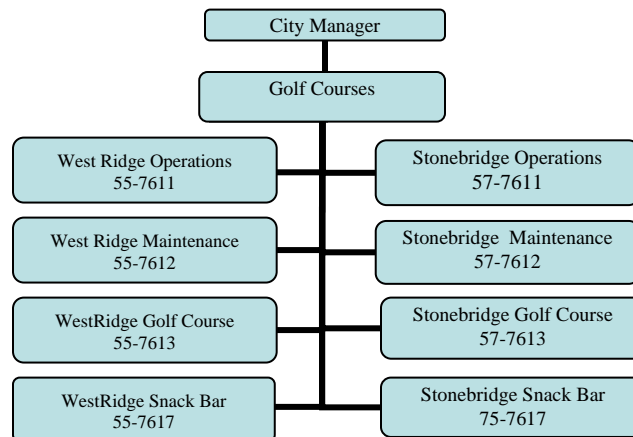 City Manager
Golf Courses
West Ridge Operations
55-7611
Stonebridge Operations
57-7611
West Ridge Maintenance
55-7612
Stonebridge  Maintenance
57-7612
WestRidge Golf Course
55-7613
Stonebridge Golf Course
57-7613
WestRidge Snack Bar
55-7617
Stonebridge Snack Bar
75-7617